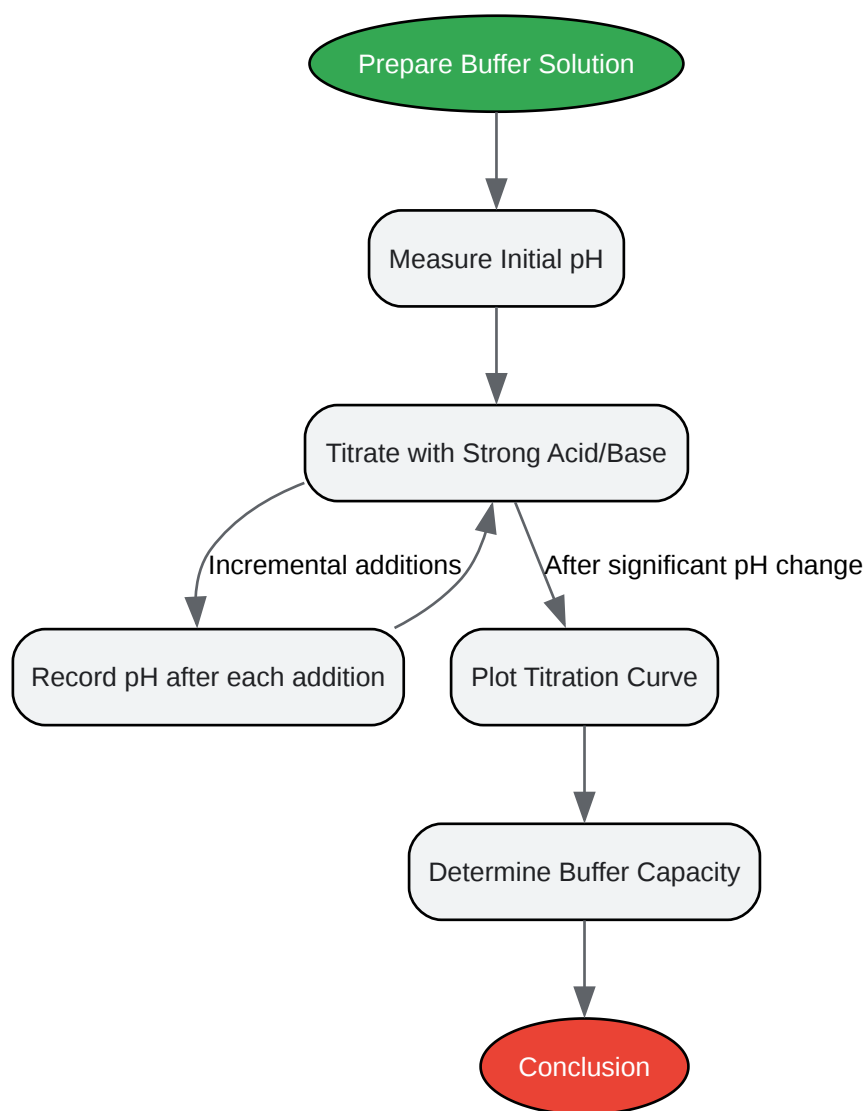 Prepare Buffer Solution
Measure Initial pH
Titrate with Strong Acid/Base
Incremental additions
After significant pH change
Record pH after each addition
Plot Titration Curve
Determine Buffer Capacity
Conclusion